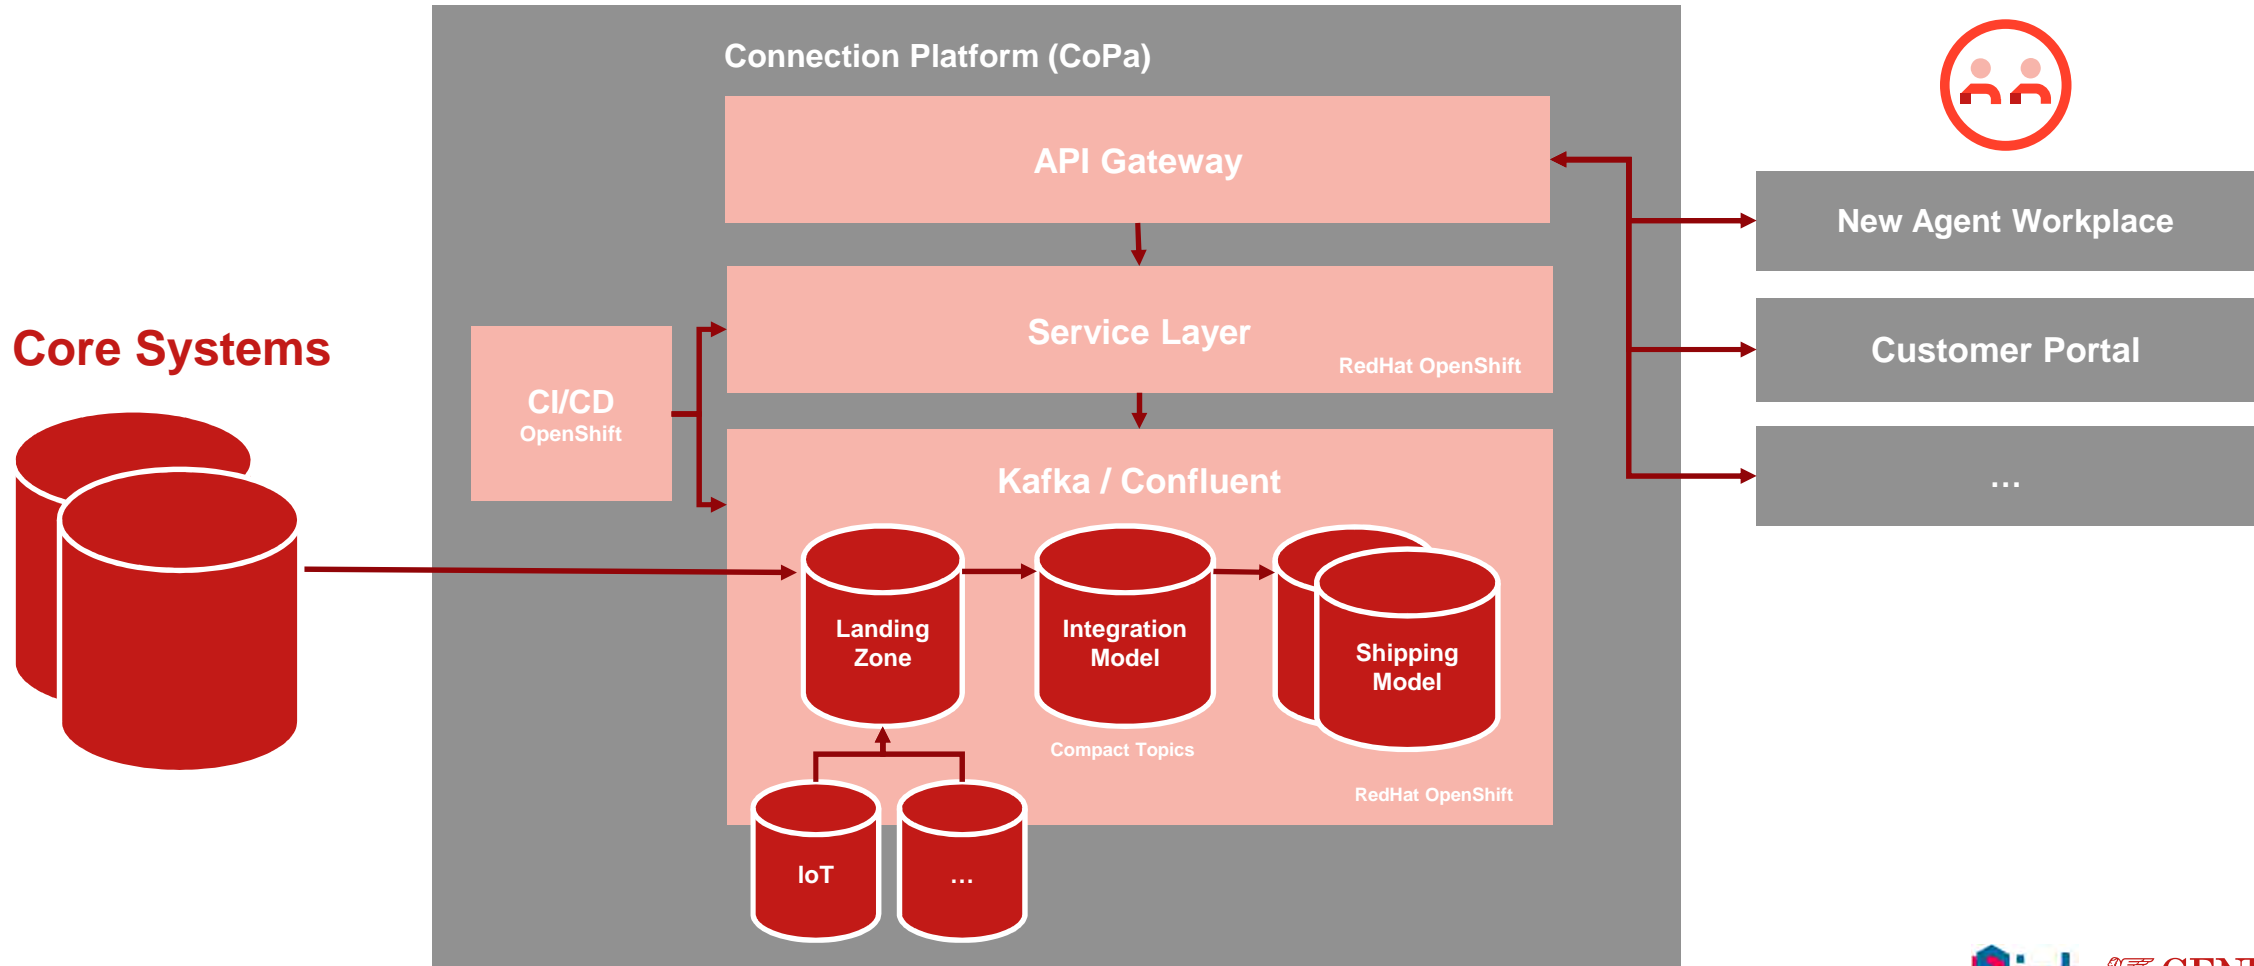 Connection Platform (CoPa)
API Gateway
New Agent Workplace
Service Layer
RedHat OpenShift
Customer Portal
Core Systems
CI/CD
OpenShift
Kafka / Confluent
…
Landing
Zone
Integration
Model
Shipping
Model
Compact Topics
RedHat OpenShift
IoT
…